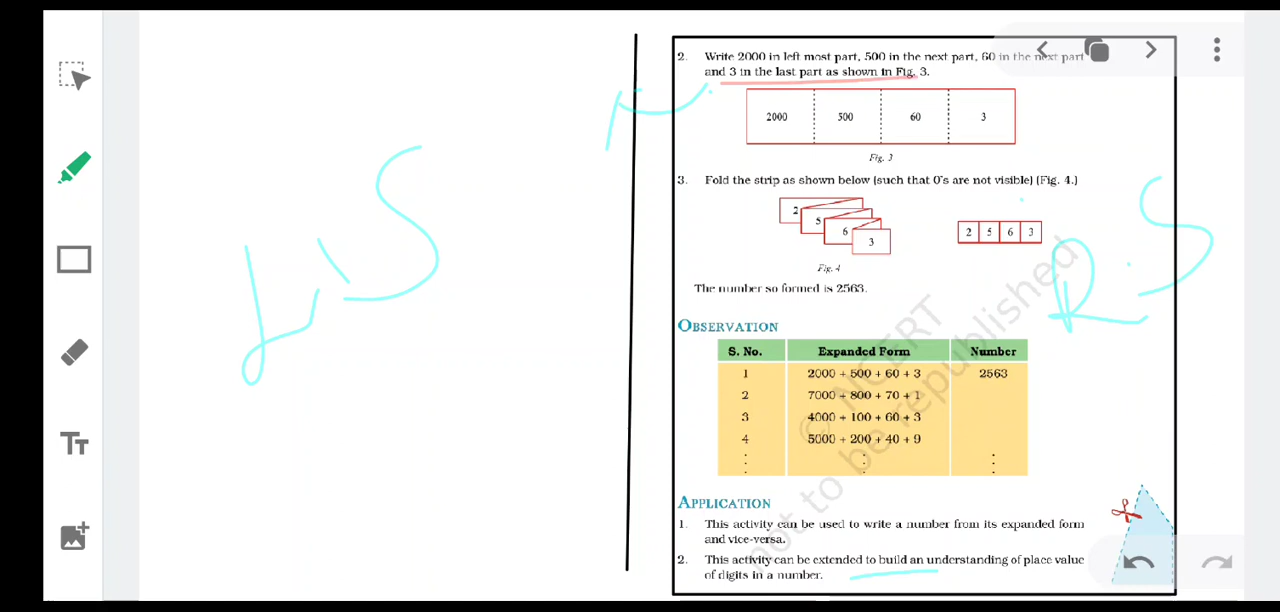 2. Write 2000 in left most part, 500 in the next part, 60 in the next part
and 3 in the last part as shown in Fig. 3.
2000 500 60 3
Fig. 3
3. Fold the strip as shown below (such that 0's are not visible) (Fig. 4.)
2 5 6 3
2 5 6 3
Fig. 4
The number so formed is 2563.
R.S
OBSERVATION
S. No. Expanded Form Number
1 2000 + 500 + 60 + 3 2563
2 7000 + 800 + 70 + 1
3 4000 + 100 + 60 + 3
4 5000 + 200 + 40 + 9
© NCERT
not to be republished
APPLICATION
1. This activity can be used to write a number from its expanded form
and vice-versa.
2. This activity can be extended to build an understanding of place value
of digits in a number.
TT